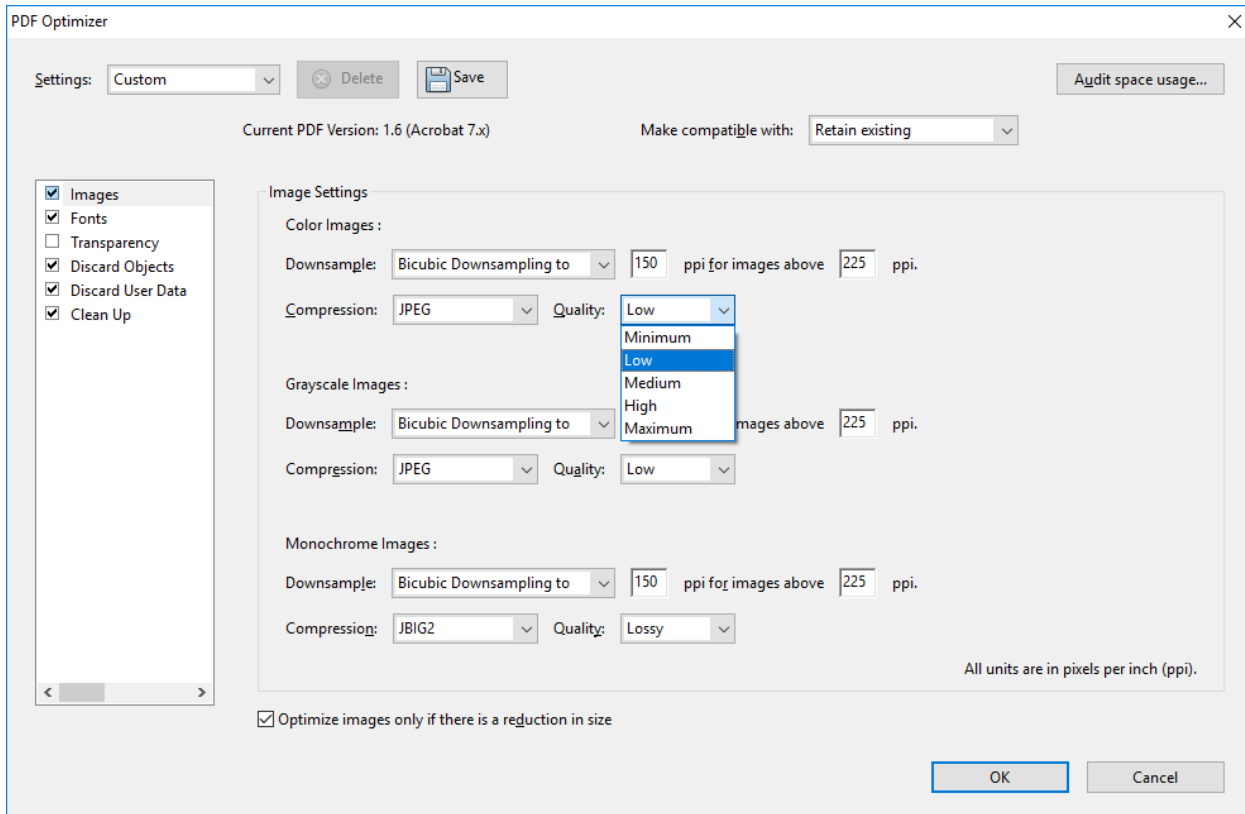 PDF Optimizer
Settings: Custom Delete Save Audit space usage...
Current PDF Version: 1.6 (Acrobat 7.x) Make compatible with: Retain existing
Images
Fonts
Transparency
Discard Objects
Discard User Data
Clean Up
Image Settings
Color Images :
Downsample: Bicubic Downsampling to 150 ppi for images above 225 ppi.
Compression: JPEG Quality: Low
Minimum
Low
Medium
High
Maximum
Grayscale Images :
Downsample: Bicubic Downsampling to mages above 225 ppi.
Compression: JPEG Quality: Low
Monochrome Images :
Downsample: Bicubic Downsampling to 150 ppi for images above 225 ppi.
Compression: JBIG2 Quality: Lossy
All units are in pixels per inch (ppi).
Optimize images only if there is a reduction in size
OK Cancel